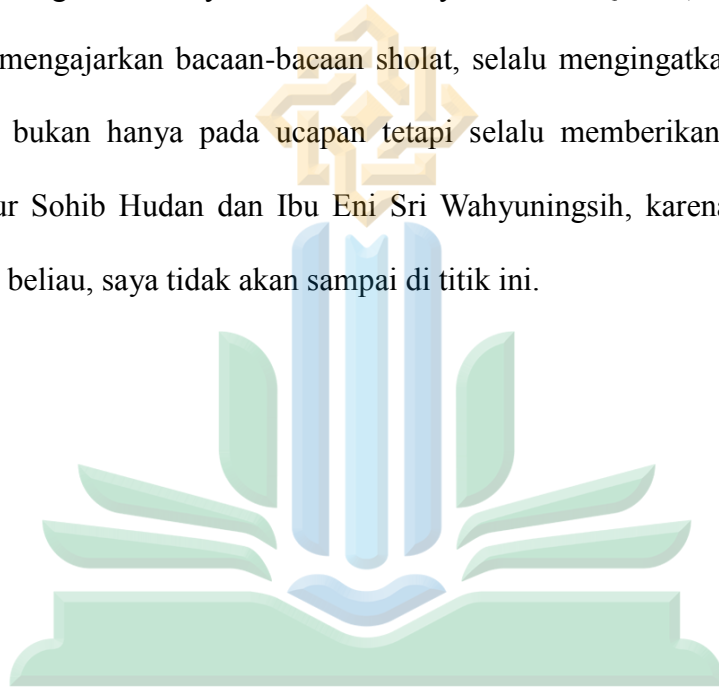 mengajarkan bacaan-bacaan sholat, selalu mengingatka
bukan hanya pada ucapan tetapi selalu memberikan
ur Sohib Hudan dan Ibu Eni Sri Wahyuningsih, karena
beliau, saya tidak akan sampai di titik ini.